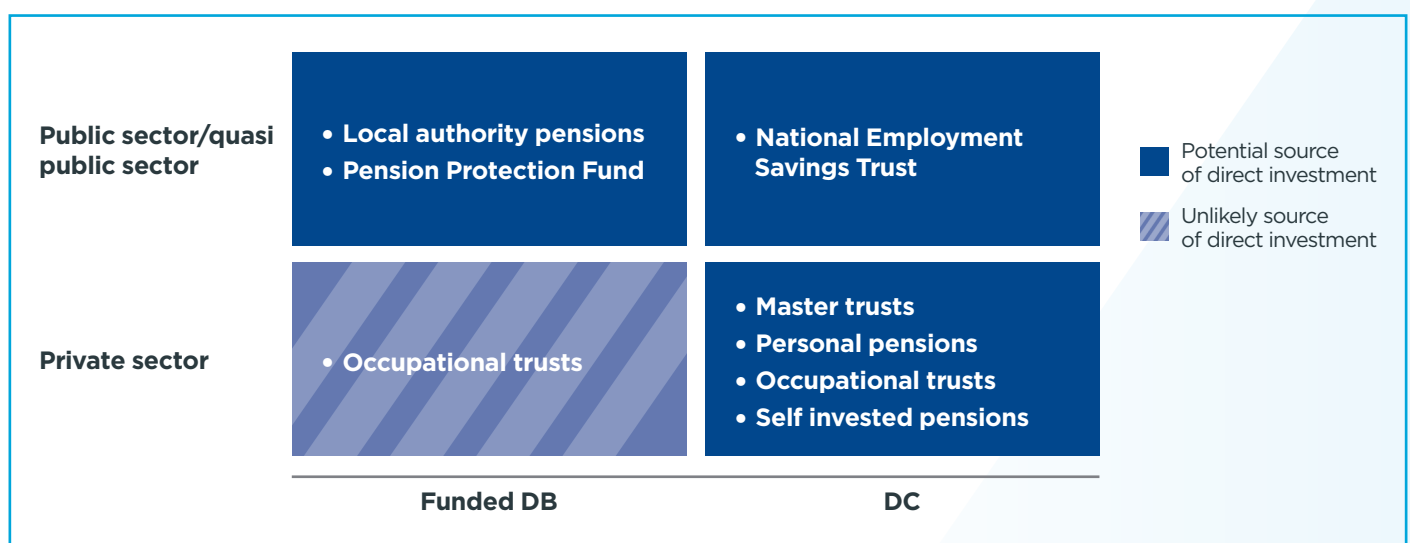 Public sector/quasi
public sector
• Local authority pensions
• Pension Protection Fund
• National Employment
Savings Trust
Potential source
of direct investment
Unlikely source
of direct investment
Private sector
• Occupational trusts
• Master trusts
• Personal pensions
• Occupational trusts
• Self invested pensions
Funded DB
DC